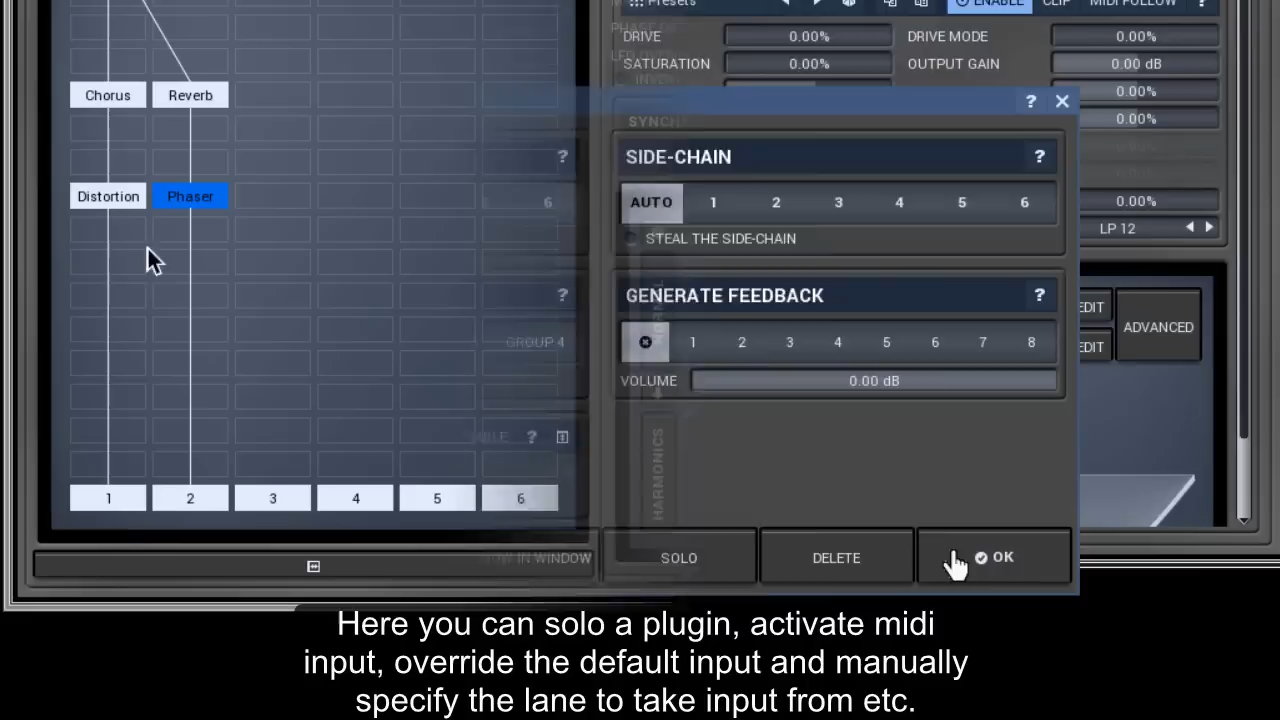 Presets
ENABLE CLIP MIDI FOLLOW ?
DRIVE 0.00% DRIVE MODE 0.00%
SATURATION 0.00% OUTPUT GAIN 0.00 dB
0.00%
Chorus Reverb
? ×
0.00%
SYNCH
SIDE-CHAIN ?
?
Distortion Phaser
6
AUTO 1 2 3 4 5 6
0.00%
STEAL THE SIDE-CHAIN
LP 12
?
GENERATE FEEDBACK ?
EDIT
ADVANCED
EDIT
GROUP 4
1 2 3 4 5 6 7 8
VOLUME 0.00 dB
?
HARMONICS
1 2 3 4 5 6
IN WINDOW
SOLO DELETE OK
Here you can solo a plugin, activate midi
input, override the default input and manually
specify the lane to take input from etc.